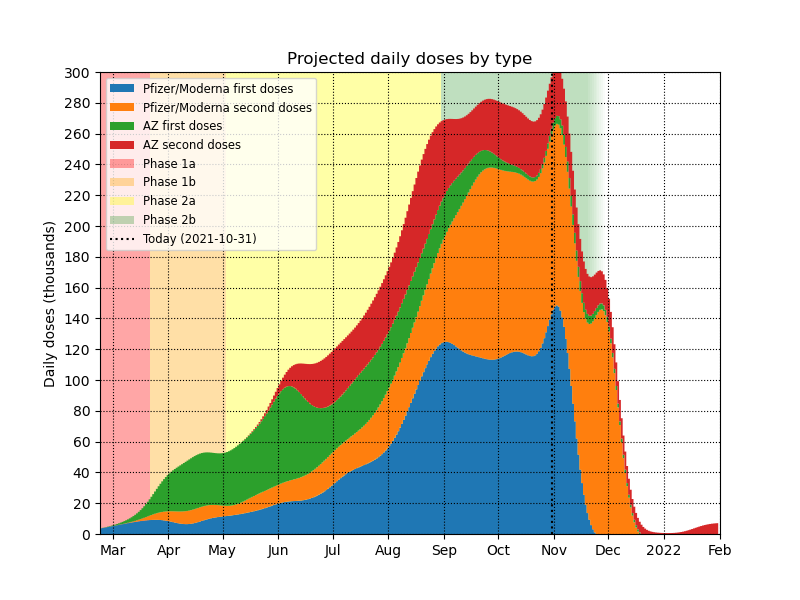 Projected daily doses by type
Daily doses (thousands)
300
280
260
240
220
200
180
160
140
120
100
80
60
40
20
0
Pfizer/Moderna first doses
Pfizer/Moderna second doses
AZ first doses
AZ second doses
Phase 1a
Phase 1b
Phase 2a
Phase 2b
Today (2021-10-31)
Mar Apr May Jun Jul Aug Sep Oct Nov Dec 2022 Feb